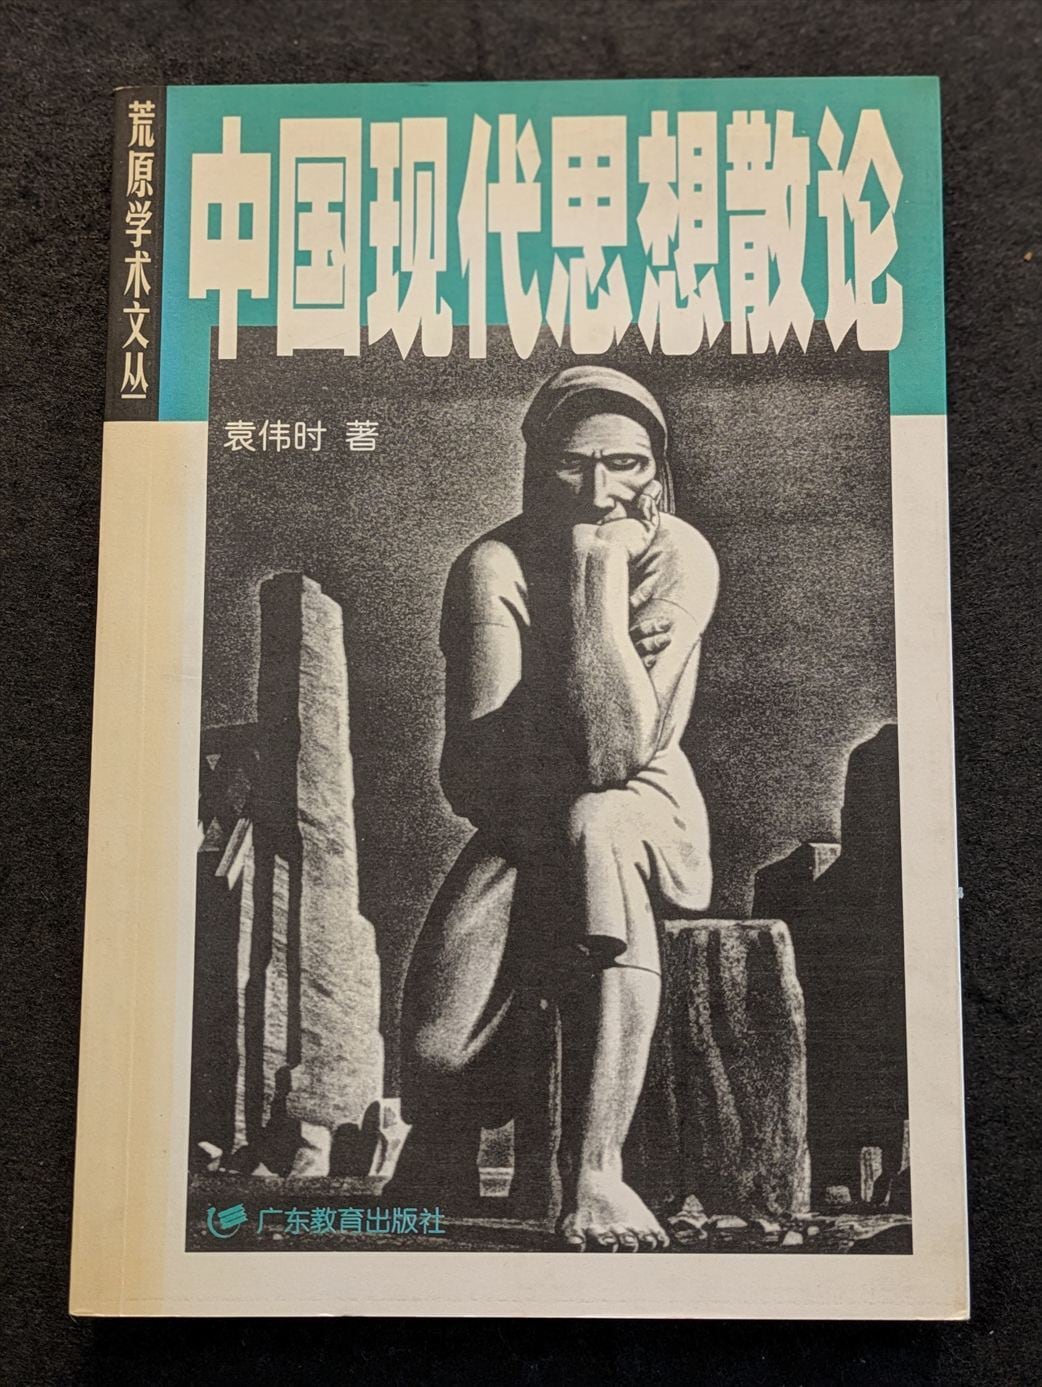 荒原学术文丛
中国现代思想散论
袁伟时 著
广东教育出版社